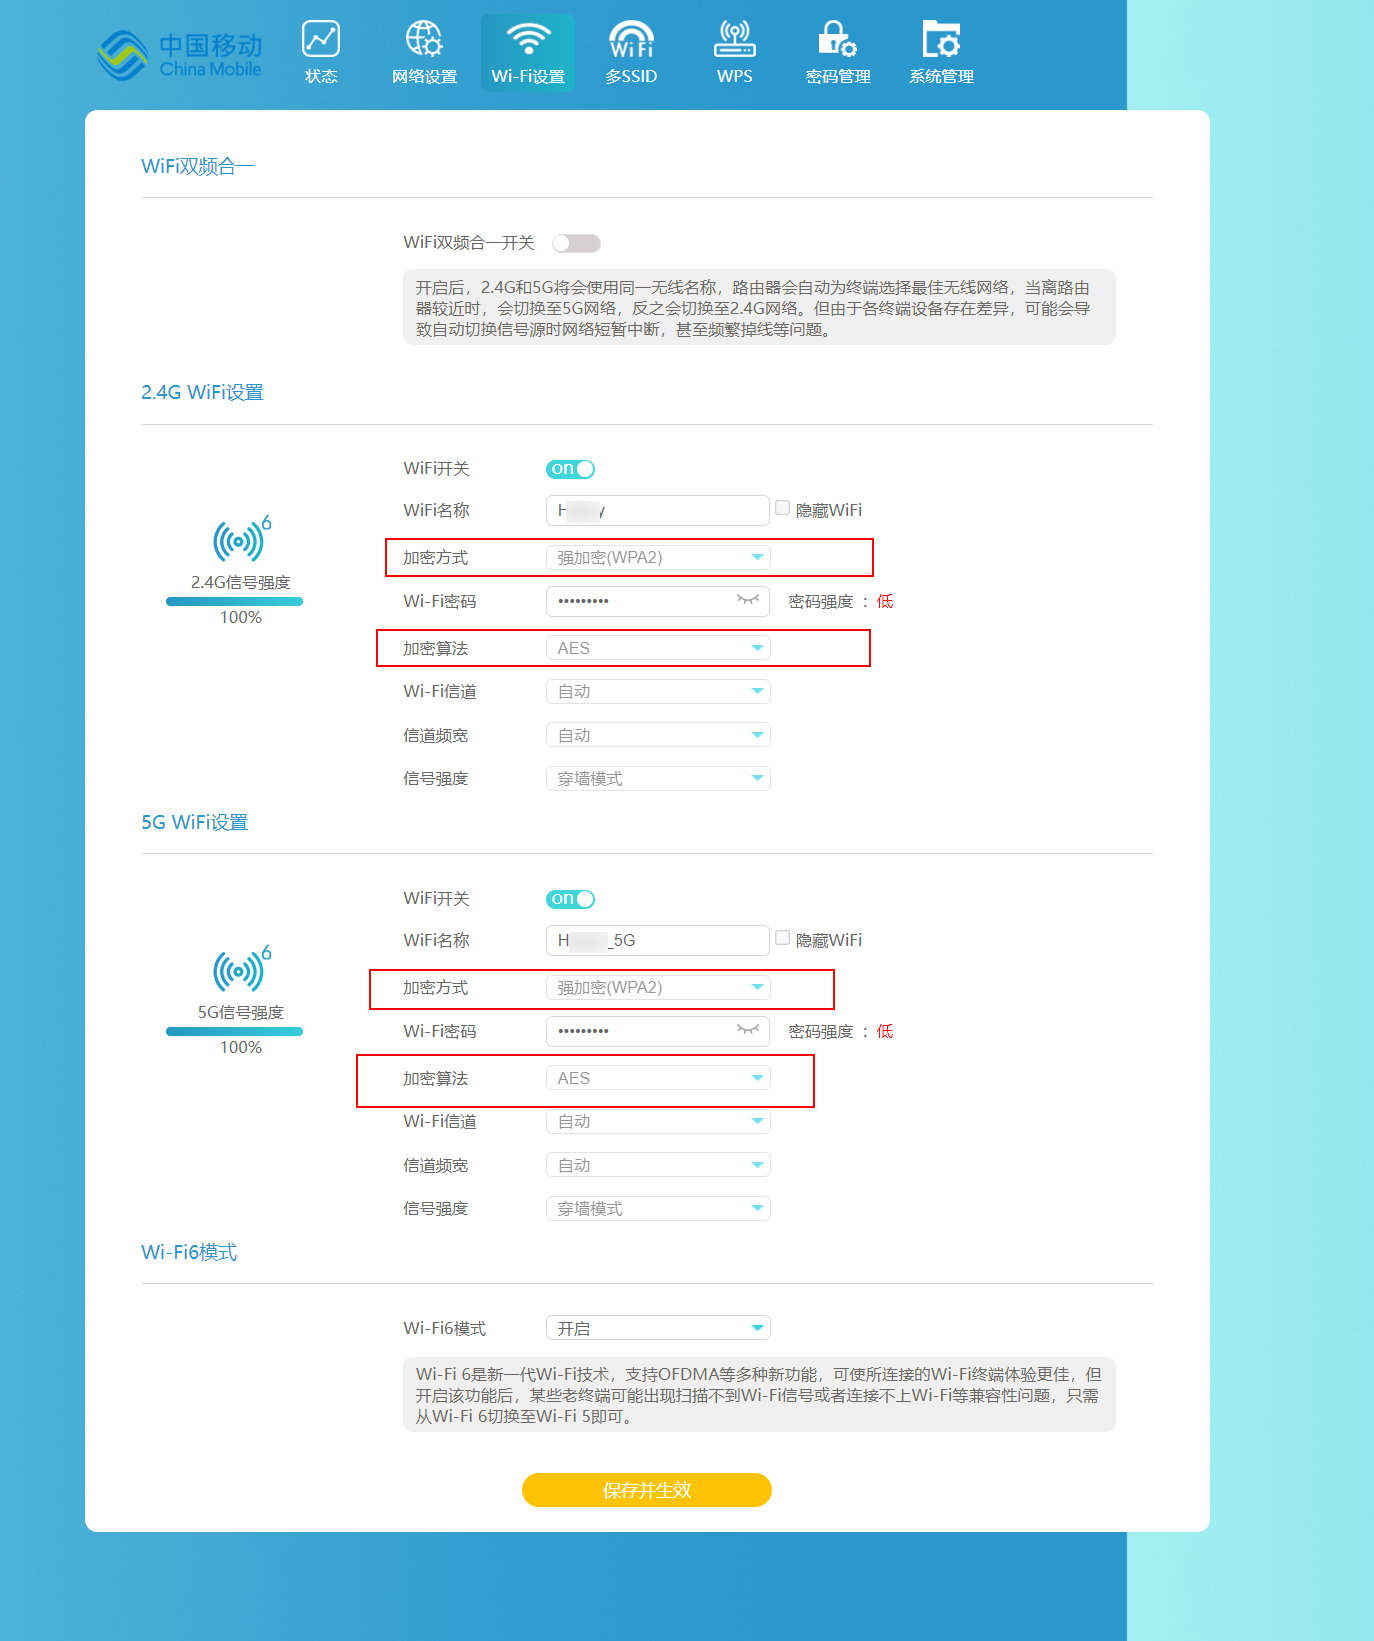 中国移动
China Mobile
状态
网络设置
Wi-Fi设置
WiFi
多SSID
WPS
密码管理
系统管理
WiFi双频合一
WiFi双频合一开关
开启后，2.4G和5G将会使用同一无线名称，路由器会自动为终端选择最佳无线网络，当离路由
器较近时，会切换至5G网络，反之会切换至2.4G网络。但由于各终端设备存在差异，可能会导
致自动切换信号源时网络短暂中断，甚至频繁掉线等问题。
2.4G WiFi设置
WiFi开关
on
WiFi名称
隐藏WiFi
6
2.4G信号强度
100%
加密方式
强加密(WPA2)
Wi-Fi密码
•••••••••
密码强度 ：低
加密算法
AES
Wi-Fi信道
自动
信道频宽
自动
信号强度
穿墙模式
5G WiFi设置
WiFi开关
on
WiFi名称
_5G
隐藏WiFi
6
5G信号强度
100%
加密方式
强加密(WPA2)
Wi-Fi密码
•••••••••
密码强度 ：低
加密算法
AES
Wi-Fi信道
自动
信道频宽
自动
信号强度
穿墙模式
Wi-Fi6模式
Wi-Fi6模式
开启
Wi-Fi 6是新一代Wi-Fi技术，支持OFDMA等多种新功能，可使所连接的Wi-Fi终端体验更佳，但
开启该功能后，某些老终端可能出现扫描不到Wi-Fi信号或者连接不上Wi-Fi等兼容性问题，只需
从Wi-Fi 6切换至Wi-Fi 5即可。
保存并生效